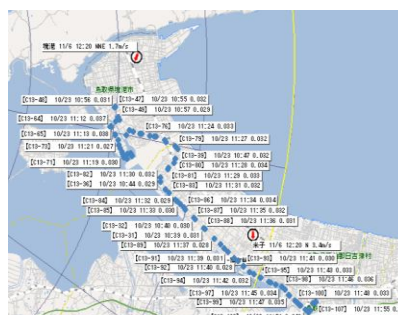 境港 11/6 12:20 NNE 1.7m/s
鳥取県境港市
【C13-48】 10/23 10:56 0.031
【C13-47】 10/23 10:55 0.032
10/23 12:07 0.029
【C13-64】 10/23 11:12 0.037
【C13-76】 10/23 11:24 0.033
【C13-65】 10/23 11:13 0.038
【C13-79】 10/23 11:27 0.032
【C13-73】 10/23 11:21 0.027
【C13-39】 10/23 10:47 0.032
【C13-71】 10/23 11:19 0.030
【C13-80】 10/23 11:28 0.034
【C13-82】 10/23 11:30 0.032
【C13-81】 10/23 11:29 0.033
【C13-36】 10/23 10:44 0.029
【C13-83】 10/23 11:31 0.032
【C13-84】 10/23 11:32 0.028
【C13-86】 10/23 11:34 0.034
【C13-85】 10/23 11:33 0.030
【C13-87】 10/23 11:35 0.032
【C13-88】 10/23 11:36 0.031
【C13-32】 10/23 10:40 0.030
【C13-31】 10/23 10:39 0.031
米子 11/6 12:20 N 1.4m/s
【C13-89】 10/23 11:37 0.028
【C13-91】 10/23 11:39 0.031
【C13-93】 10/23 11:41 0.030
【C13-92】 10/23 11:40 0.028
【C13-95】 10/23 11:43 0.033
日吉津村
【C13-94】 10/23 11:42 0.032
【C13-98】 10/23 11:46 0.036
【C13-97】 10/23 11:45 0.034
【C13-100】 10/23 11:48 0.033
【C13-99】 10/23 11:47 0.035
【C13-107】 10/23 11:55